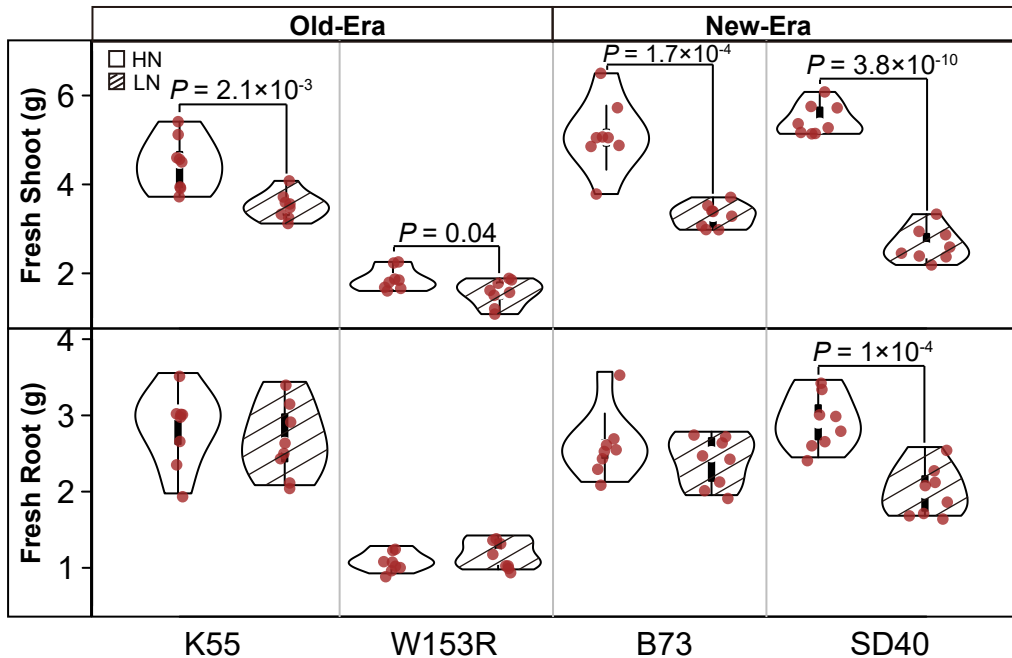 Old-Era New-Era
HN
LN
Fresh Shoot (g)
6
4
2
P = 2.1×10⁻³
P = 0.04
P = 1.7×10⁻⁴
P = 3.8×10⁻¹⁰
Fresh Root (g)
4
3
2
1
P = 1×10⁻⁴
K55 W153R B73 SD40